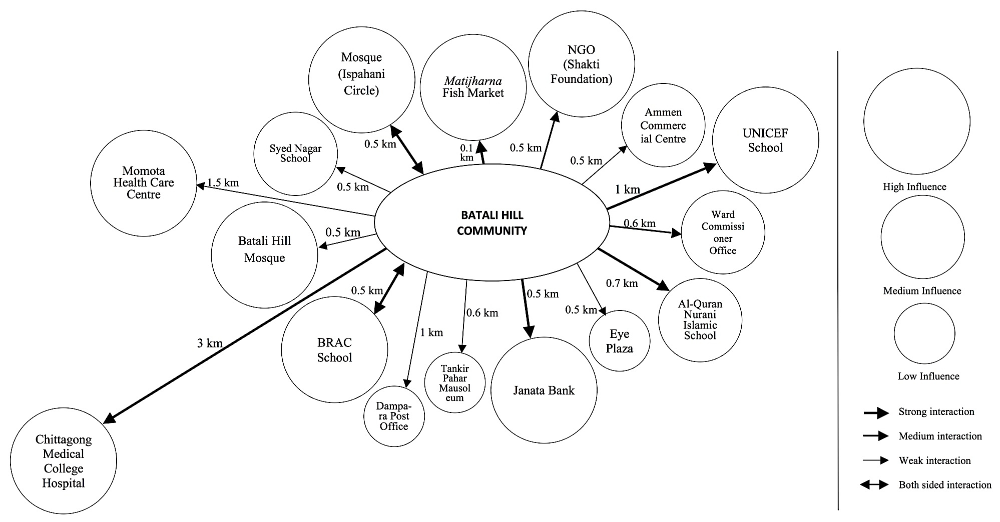 Mosque
(Ispahani
Circle)
0.5 km
Matijharna
Fish Market
0.1
km
NGO
(Shakti
Foundation)
0.5 km
Ammen
Commerc
ial Centre
0.5 km
UNICEF
School
1 km
Syed Nagar
School
0.5 km
Momota
Health Care
Centre
1.5 km
Batali Hill
Mosque
0.5 km
BATALI HILL
COMMUNITY
Ward
Commissi
oner
Office
0.6 km
Al-Quran
Nurani
Islamic
School
0.7 km
Eye
Plaza
0.5 km
Janata Bank
0.5 km
Tankir
Pahar
Mausol
eum
0.6 km
Dampa-
ra Post
Office
1 km
BRAC
School
0.5 km
Chittagong
Medical
College
Hospital
3 km
High Influence
Medium Influence
Low Influence
Strong interaction
Medium interaction
Weak interaction
Both sided interaction